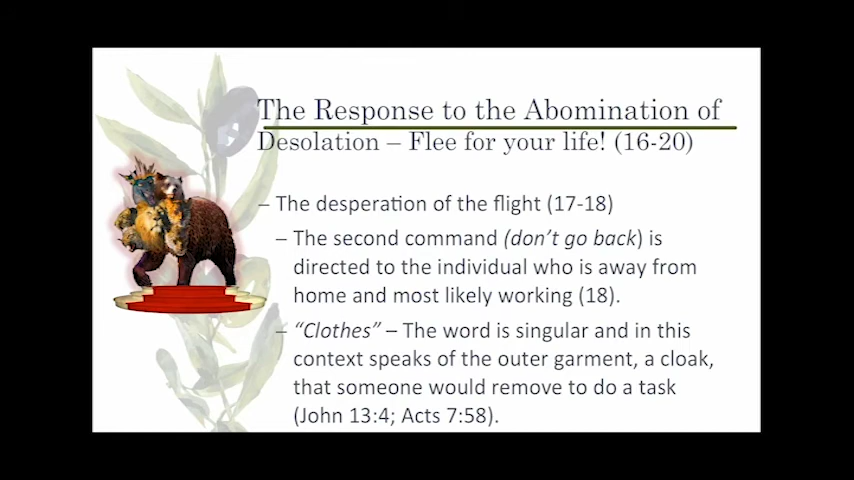 The Response to the Abomination of
Desolation – Flee for your life! (16-20)
– The desperation of the flight (17-18)
– The second command (don’t go back) is
directed to the individual who is away from
home and most likely working (18).
– “Clothes” – The word is singular and in this
context speaks of the outer garment, a cloak,
that someone would remove to do a task
(John 13:4; Acts 7:58).